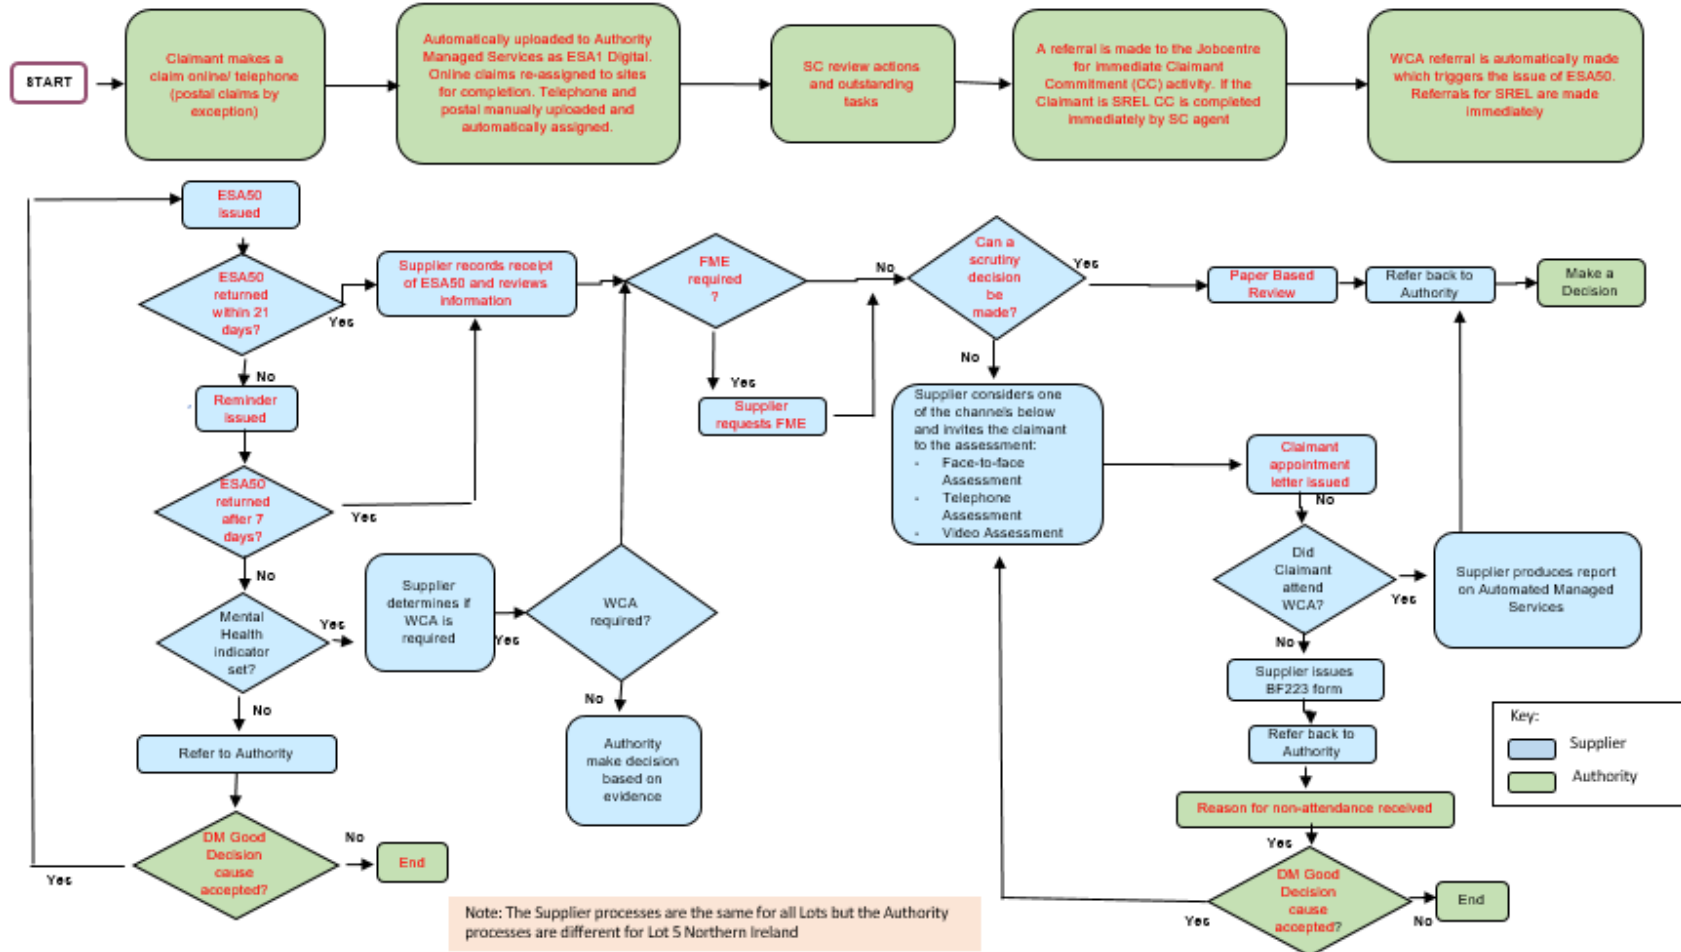 START
Claimant makes a
claim online/ telephone
(postal claims by
exception)
Automatically uploaded to Authority
Managed Services as ESA1 Digital.
Online claims re-assigned to sites
for completion. Telephone and
postal manually uploaded and
automatically assigned.
SC review actions
and outstanding
tasks
A referral is made to the Jobcentre
for immediate Claimant
Commitment (CC) activity. If the
Claimant is SREL CC is completed
immediately by SC agent
WCA referral is automatically made
which triggers the issue of ESA50.
Referrals for SREL are made
immediately
ESA50
issued
ESA50
returned
within 21
days?
Yes
No
Supplier records receipt
of ESA50 and reviews
information
FME
required
?
No
Yes
Supplier
requests FME
Can a
scrutiny
decision
be
made?
Yes
No
Paper Based
Review
Refer back to
Authority
Make a
Decision
Reminder
issued
ESA50
returned
after 7
days?
Yes
No
Supplier considers one
of the channels below
and invites the claimant
to the assessment:
- Face-to-face
Assessment
- Telephone
Assessment
- Video Assessment
Claimant
appointment
letter issued
No
Did
Claimant
attend
WCA?
Yes
No
Supplier produces report
on Automated Managed
Services
Mental
Health
indicator
set?
Yes
No
Supplier
determines if
WCA is
required
Yes
WCA
required?
No
Authority
make decision
based on
evidence
Supplier issues
BF223 form
Refer back to
Authority
Reason for non-attendance received
Yes
DM Good
Decision
cause
accepted?
Yes
No
End
Refer to Authority
DM Good
Decision
cause
accepted?
Yes
No
End
Key:
Supplier
Authority
Note: The Supplier processes are the same for all Lots but the Authority
processes are different for Lot 5 Northern Ireland